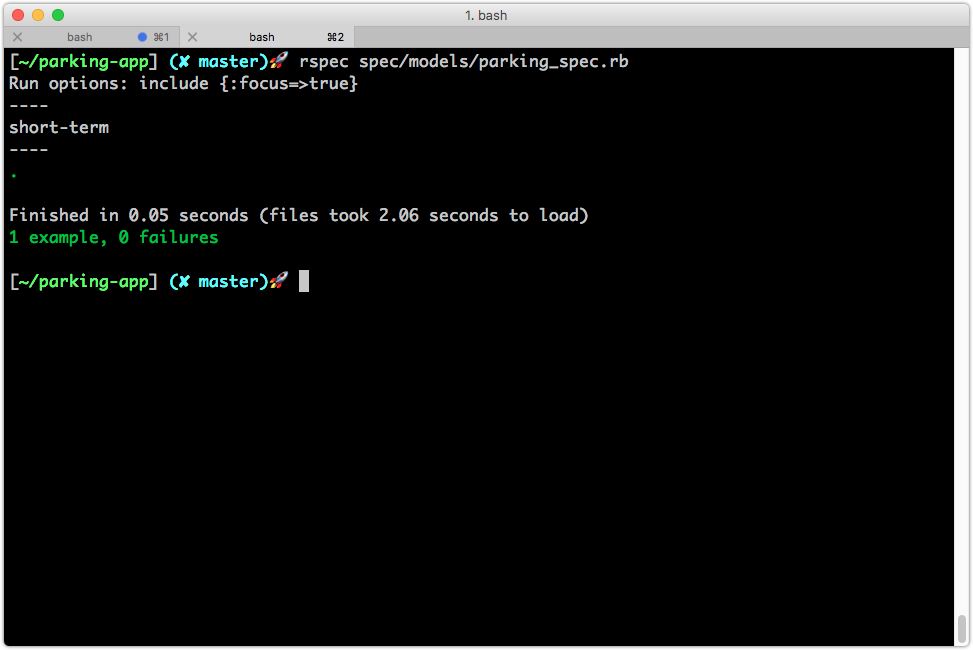 1. bash
bash ⌘1 bash ⌘2
[~/parking-app] (✘ master)🚀 rspec spec/models/parking_spec.rb
Run options: include {:focus=>true}
----
short-term
----
.
Finished in 0.05 seconds (files took 2.06 seconds to load)
1 example, 0 failures
[~/parking-app] (✘ master)🚀